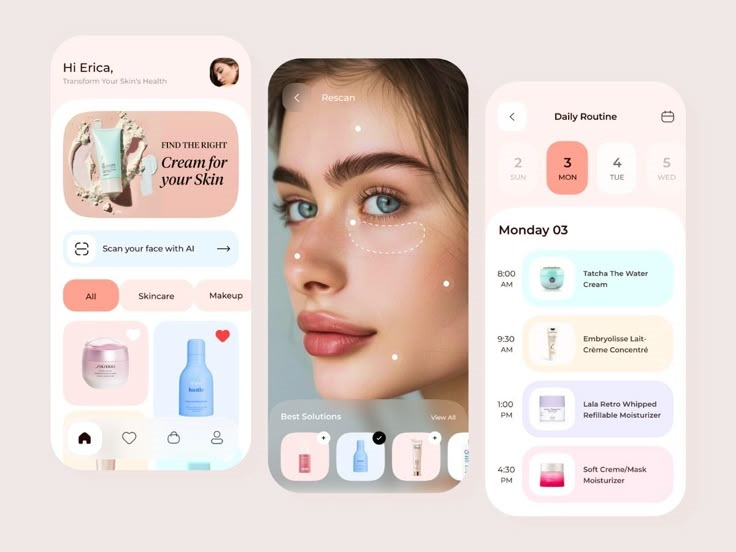 Hi Erica,
Transform Your Skin's Health
FIND THE RIGHT
Cream for
your Skin
Scan your face with AI
All
Skincare
Makeup
SHISEIDO
Rescan
Best Solutions
View All
Daily Routine
2
SUN
3
MON
4
TUE
5
WED
Monday 03
8:00
AM
Tatcha The Water
Cream
9:30
AM
Embryolisse Lait-
Crème Concentré
1:00
PM
Lala Retro Whipped
Refillable Moisturizer
4:30
PM
Soft Creme/Mask
Moisturizer